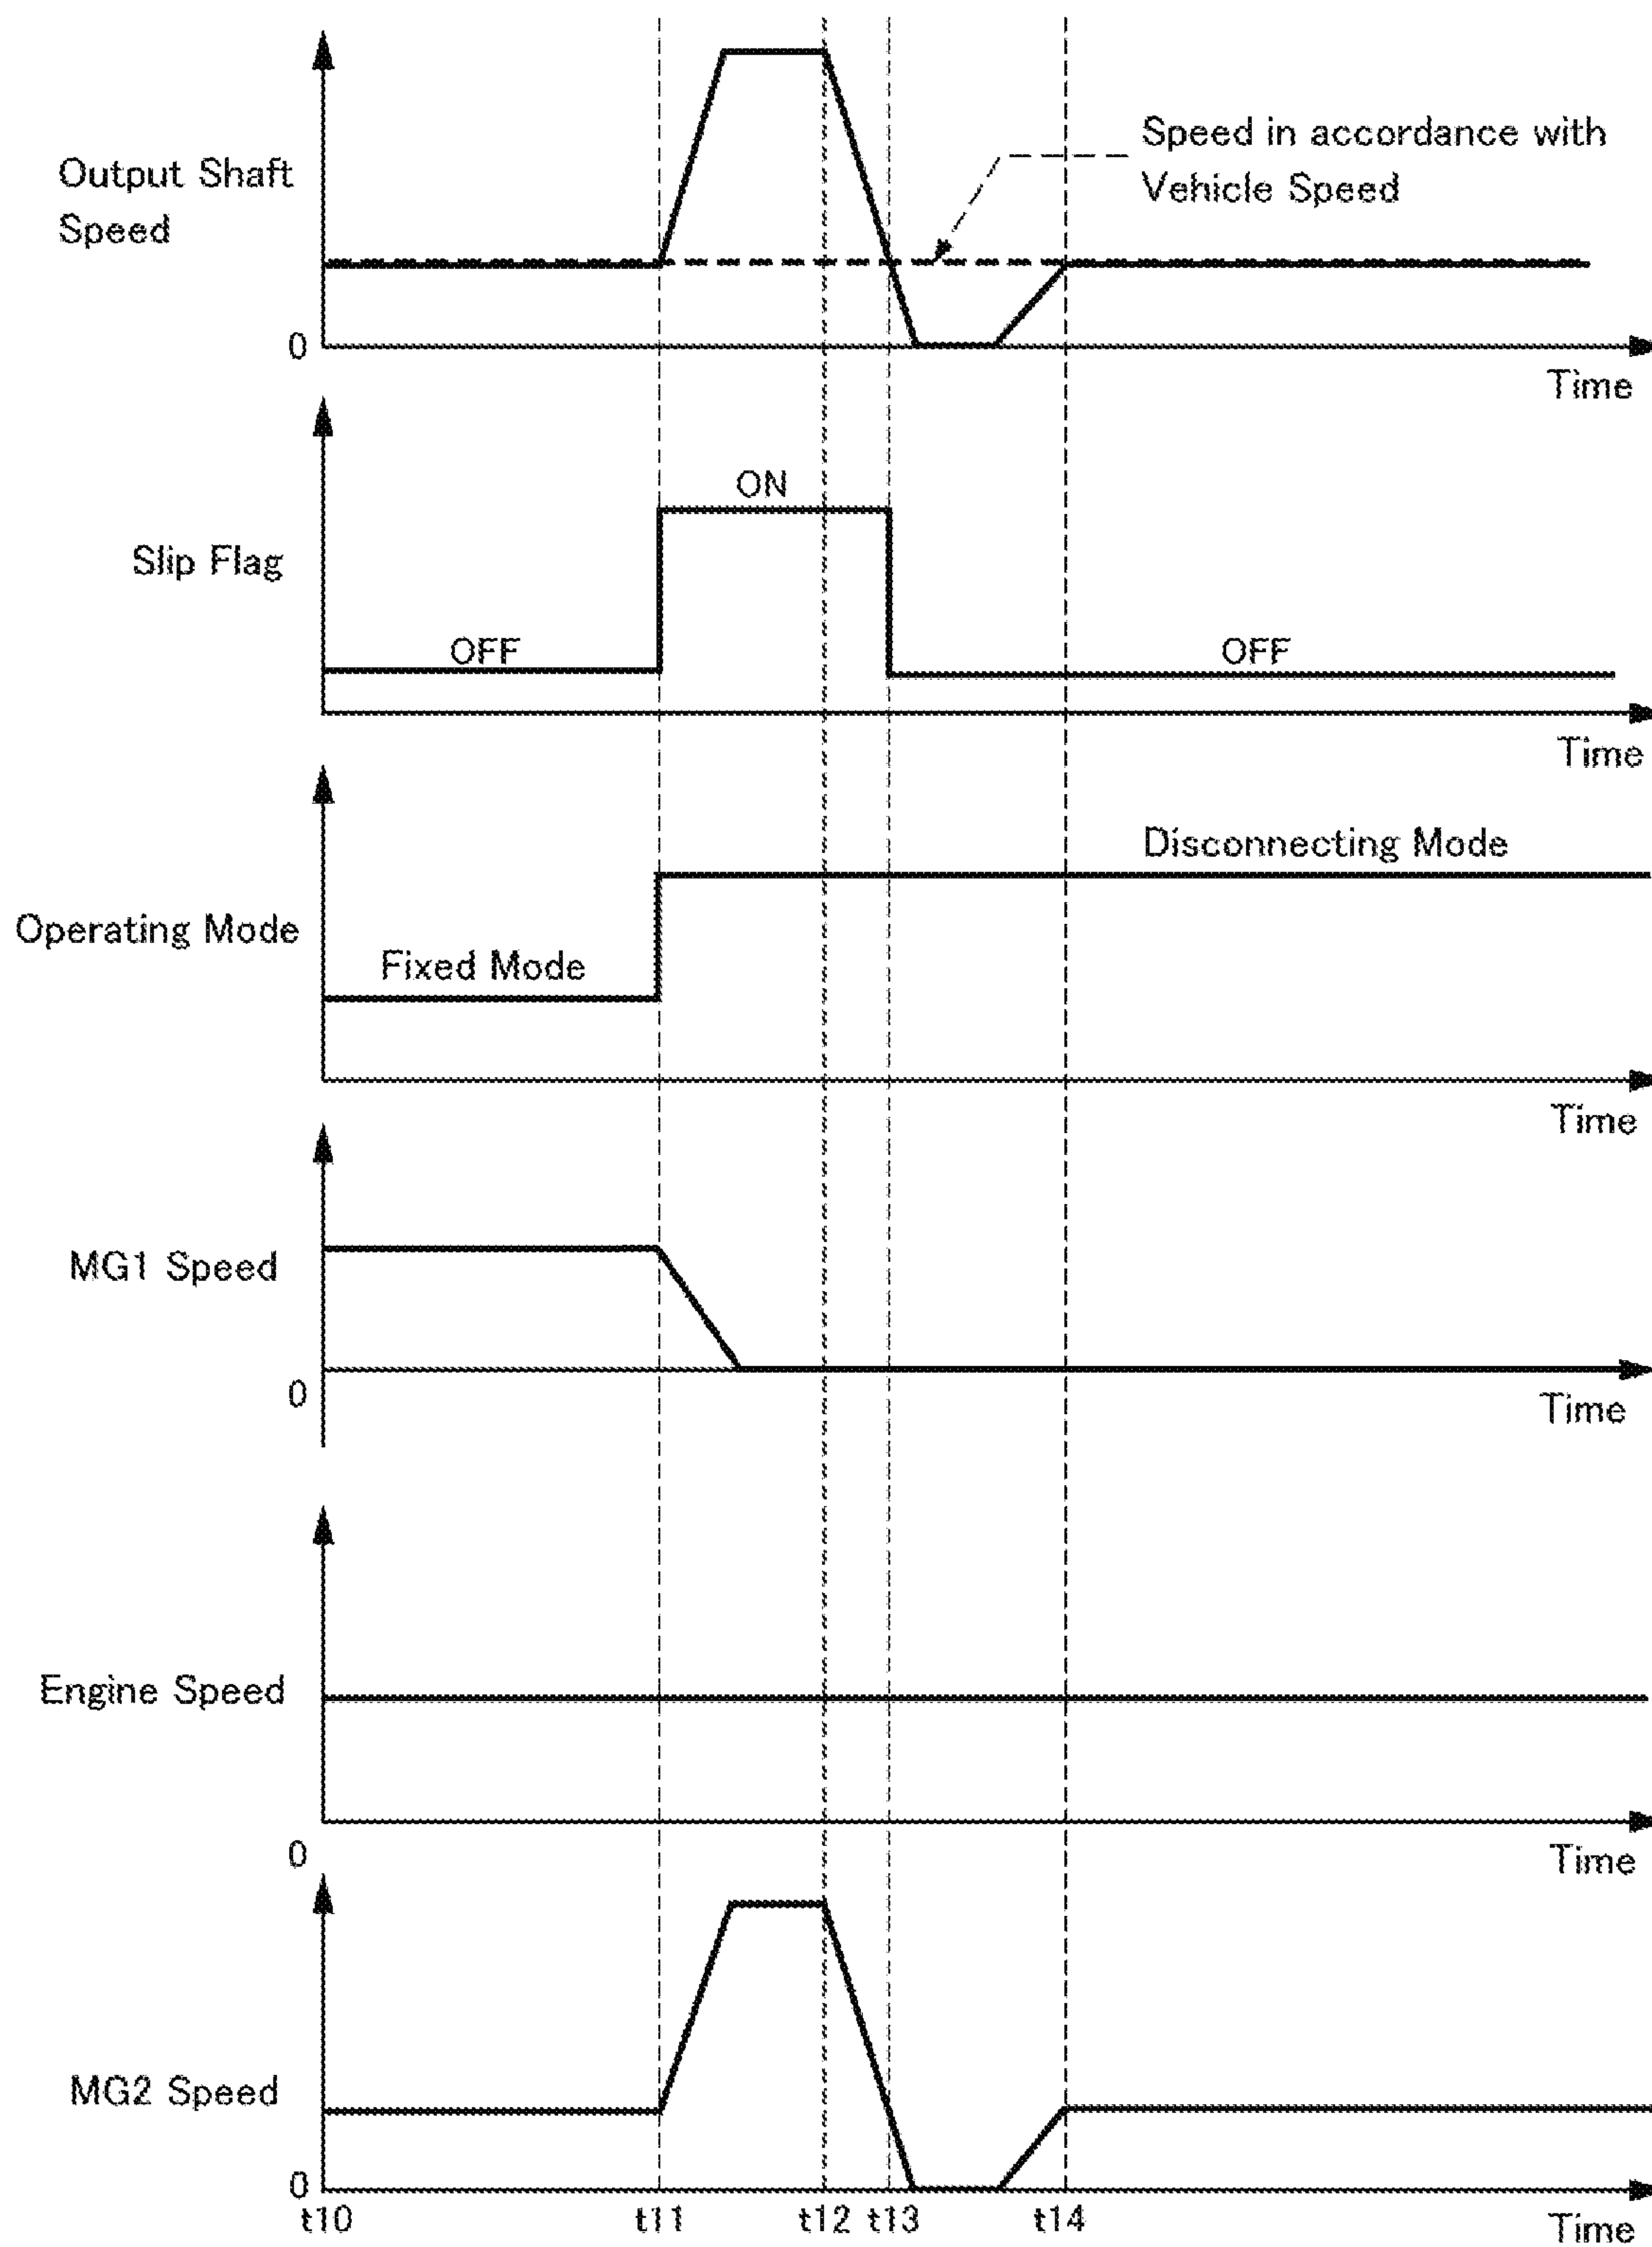 Speed in accordance with
Vehicle Speed
Output Shaft
Speed
0
Time
ON
Slip Flag
OFF
OFF
Time
Disconnecting Mode
Operating Mode
Fixed Mode
Time
MG1 Speed
0
Time
Engine Speed
0
Time
MG2 Speed
0
t10 t11 t12 t13 t14
Time